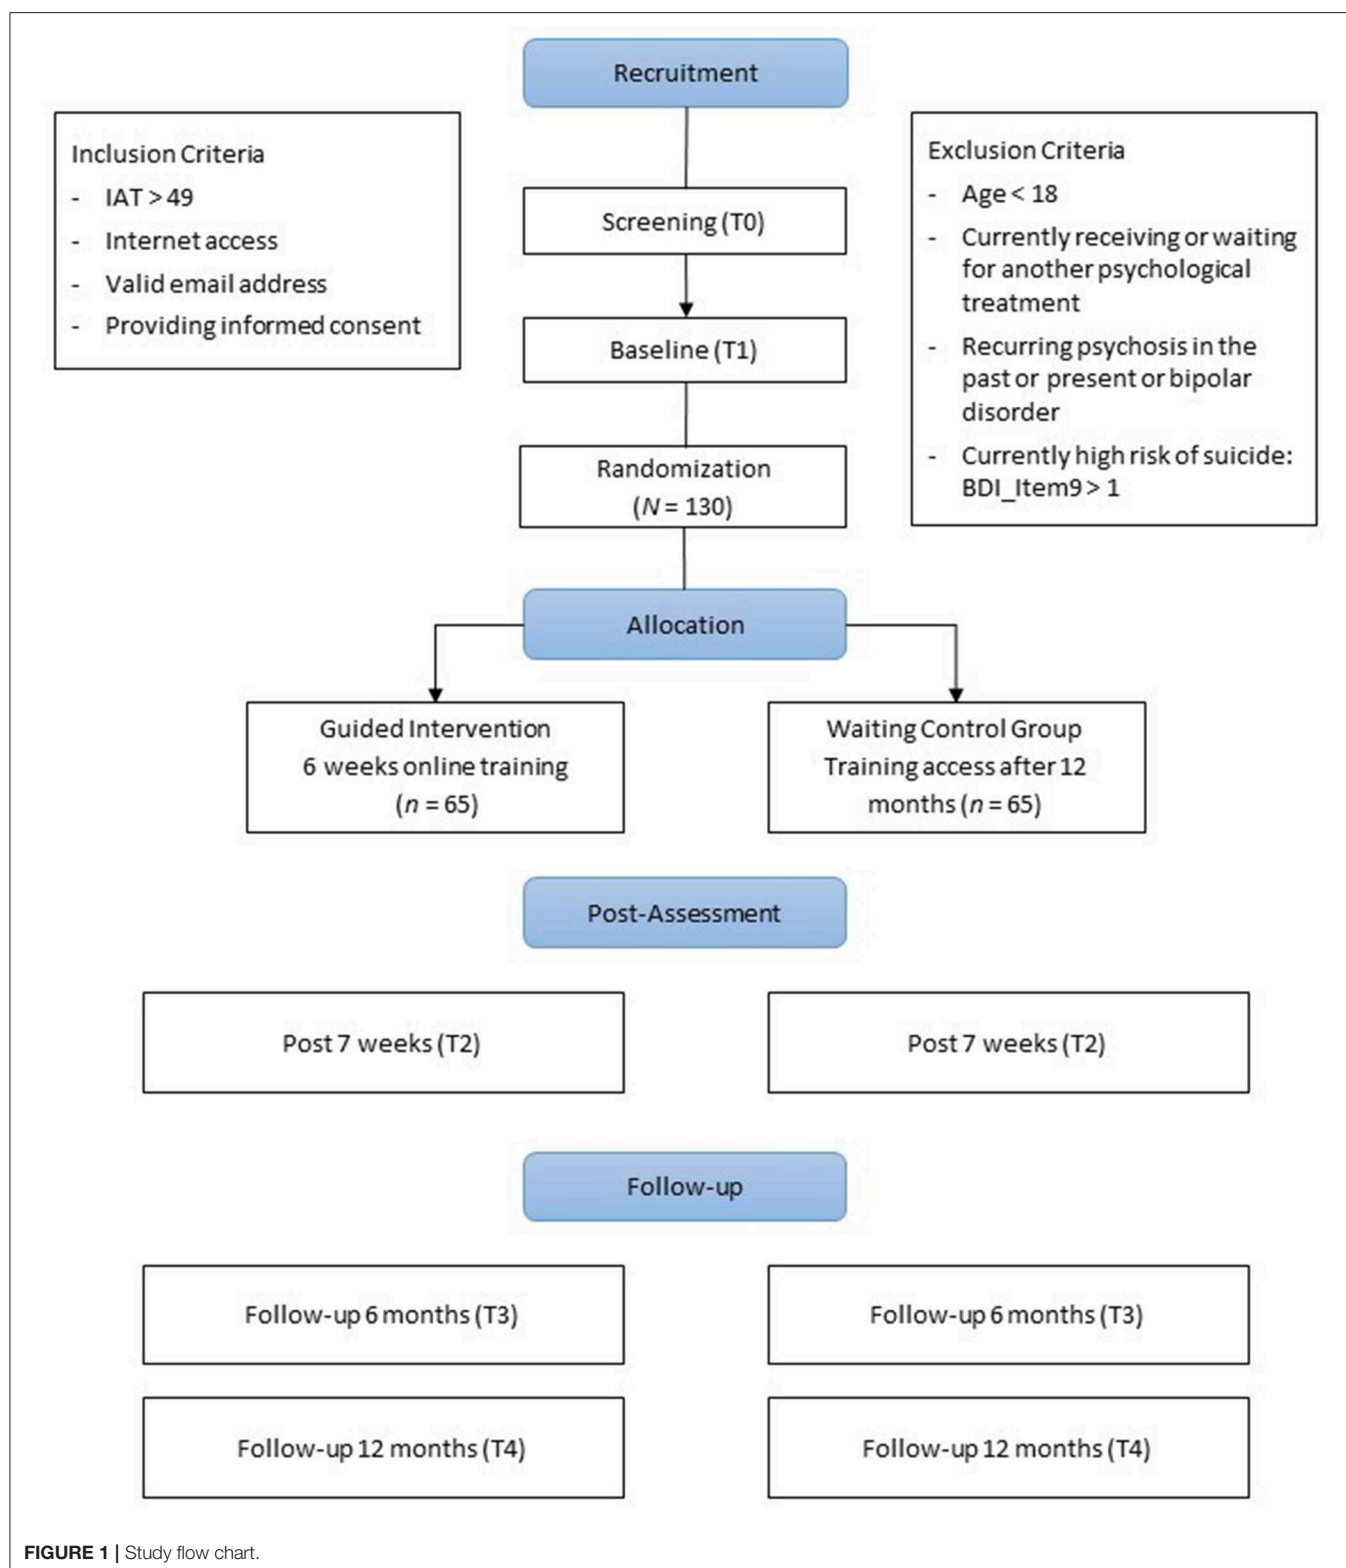 Recruitment
Inclusion Criteria
- IAT > 49
- Internet access
- Valid email address
- Providing informed consent
Exclusion Criteria
- Age < 18
- Currently receiving or waiting
for another psychological
treatment
- Recurring psychosis in the
past or present or bipolar
disorder
- Currently high risk of suicide:
BDI_Item9 > 1
Screening (T0)
Baseline (T1)
Randomization
(N = 130)
Allocation
Guided Intervention
6 weeks online training
(n = 65)
Waiting Control Group
Training access after 12
months (n = 65)
Post-Assessment
Post 7 weeks (T2)
Post 7 weeks (T2)
Follow-up
Follow-up 6 months (T3)
Follow-up 6 months (T3)
Follow-up 12 months (T4)
Follow-up 12 months (T4)
FIGURE 1 | Study flow chart.